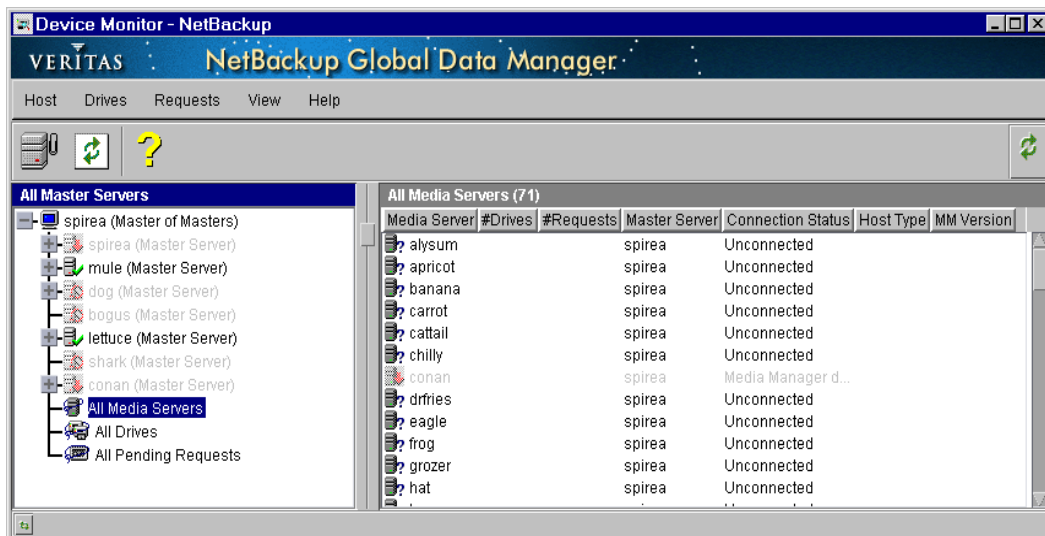 Device Monitor - NetBackup
VERITAS NetBackup Global Data Manager
Host Drives Requests View Help
All Master Servers
spirea (Master of Masters)
spirea (Master Server)
mule (Master Server)
dog (Master Server)
bogus (Master Server)
lettuce (Master Server)
shark (Master Server)
conan (Master Server)
All Media Servers
All Drives
All Pending Requests
All Media Servers (71)
Media Server #Drives #Requests Master Server Connection Status Host Type MM Version
alysum spirea Unconnected
apricot spirea Unconnected
banana spirea Unconnected
carrot spirea Unconnected
cattail spirea Unconnected
chilly spirea Unconnected
conan spirea Media Manager d...
drfries spirea Unconnected
eagle spirea Unconnected
frog spirea Unconnected
grozer spirea Unconnected
hat spirea Unconnected